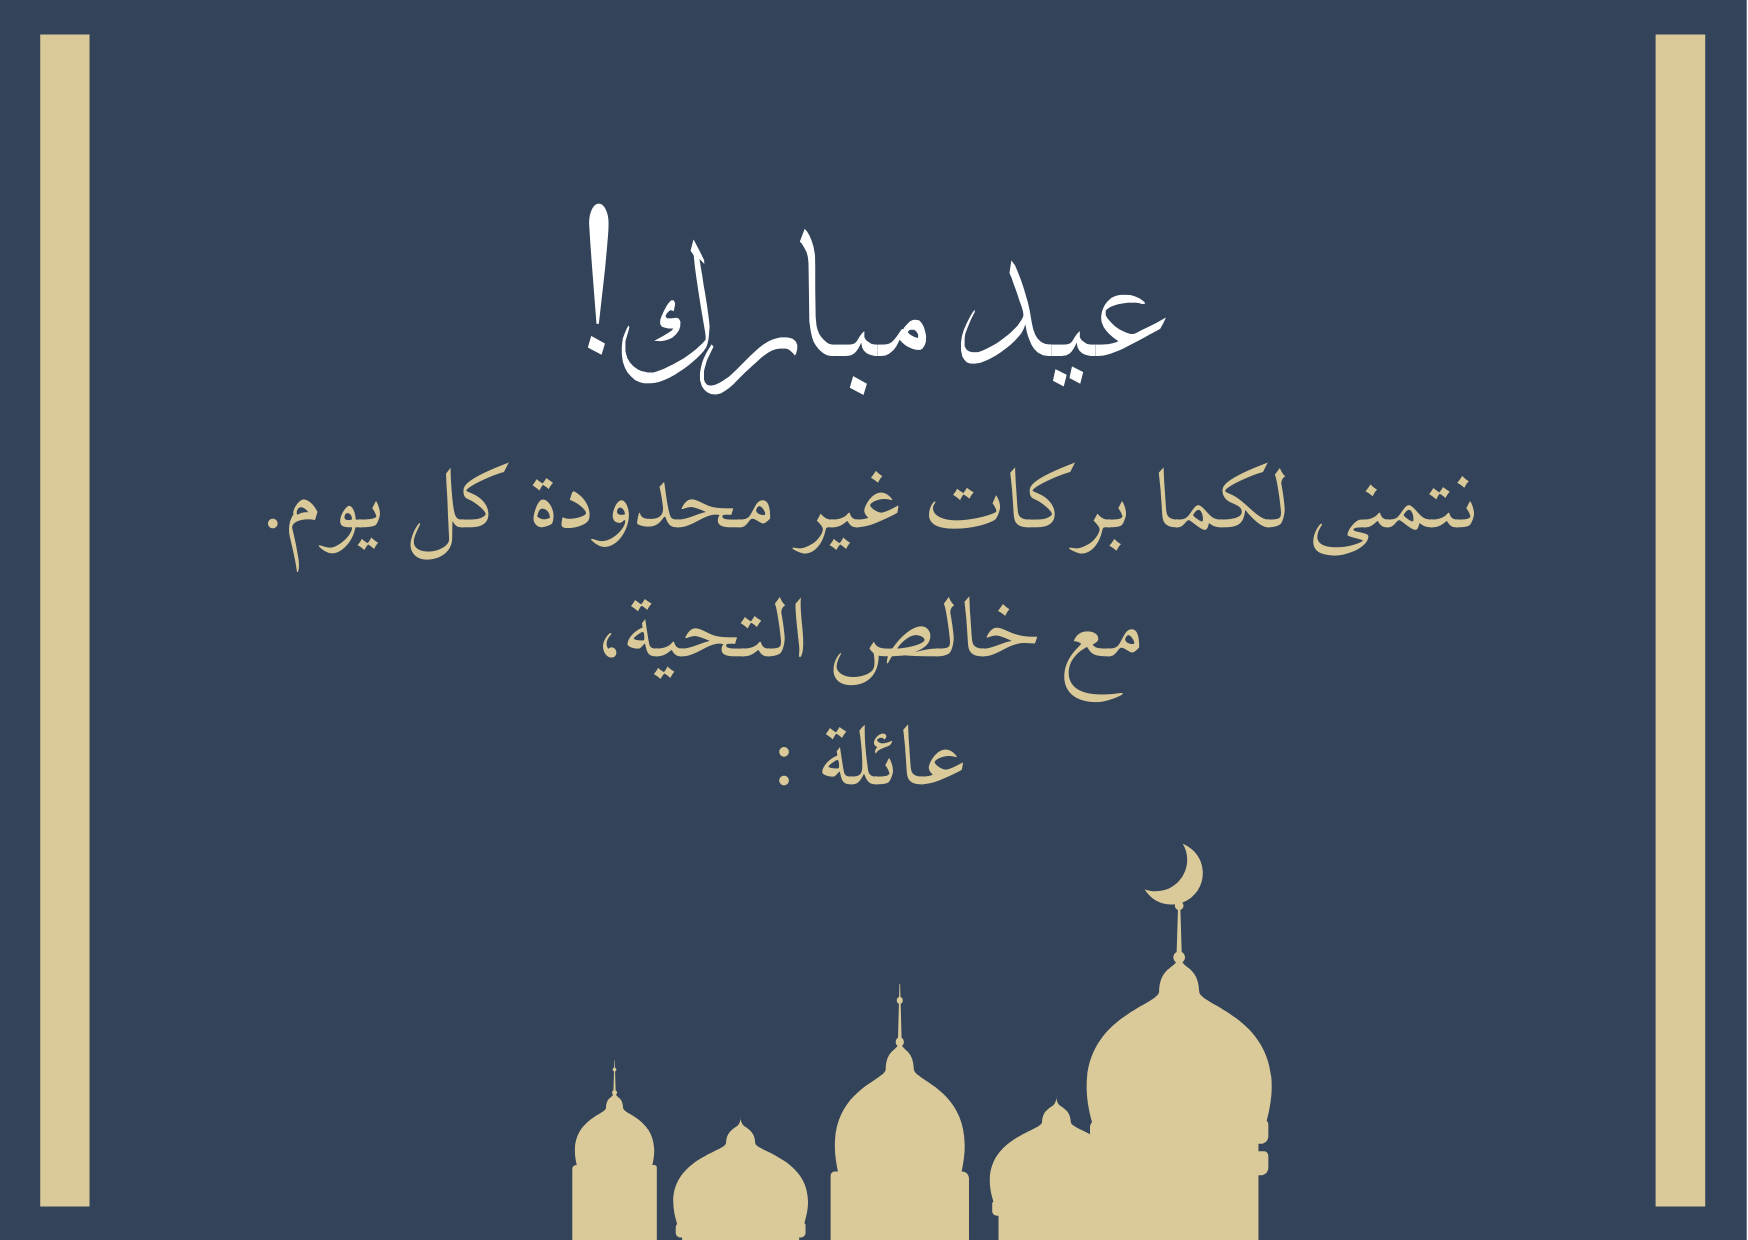 عيد مبارك!
نتمنى لكما بركات غير محدودة كل يوم.
مع خالص التحية،
عائلة :